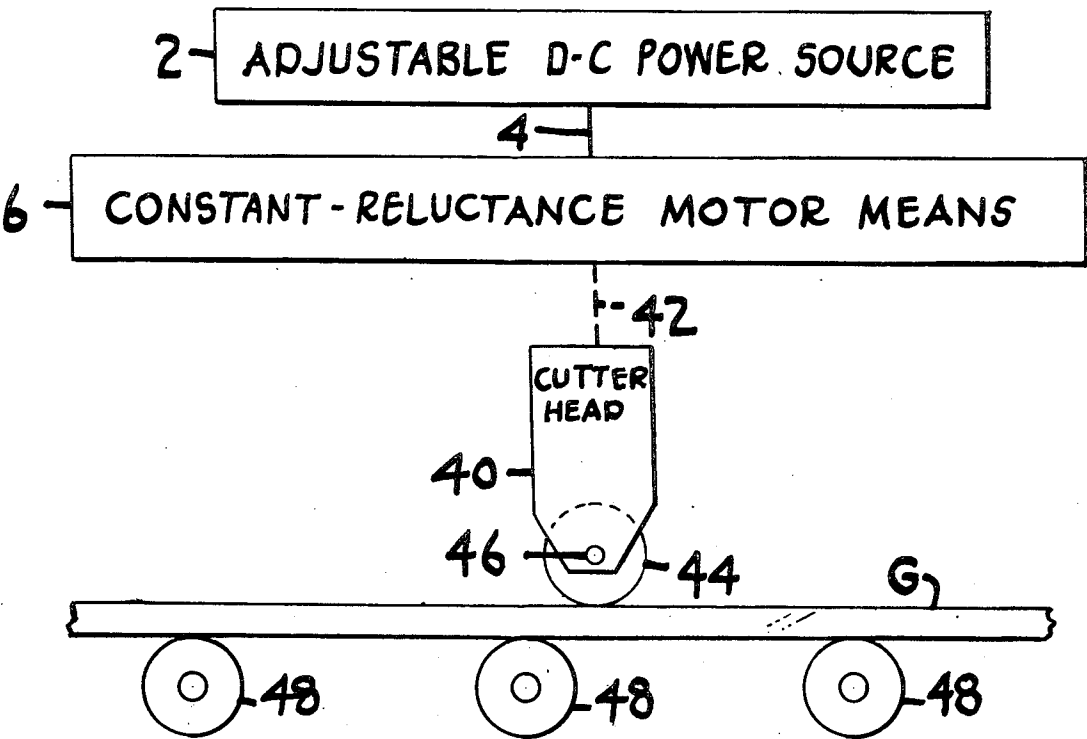 2
ADJUSTABLE D-C POWER SOURCE
4
6
CONSTANT-RELUCTANCE MOTOR MEANS
42
CUTTER
HEAD
40
46
44
G
48
48
48